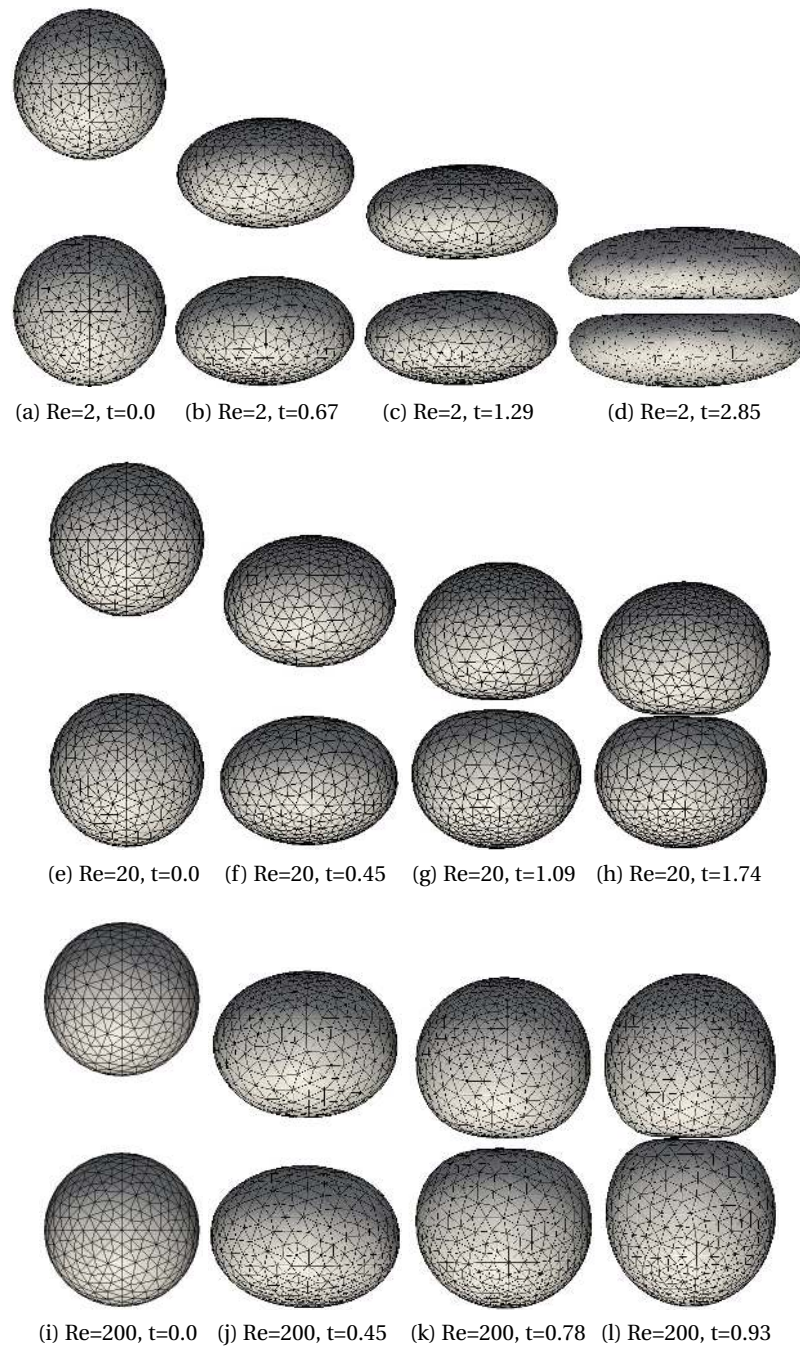 (a) Re=2, t=0.0 (b) Re=2, t=0.67 (c) Re=2, t=1.29 (d) Re=2, t=2.85
(e) Re=20, t=0.0 (f) Re=20, t=0.45 (g) Re=20, t=1.09 (h) Re=20, t=1.74
(i) Re=200, t=0.0 (j) Re=200, t=0.45 (k) Re=200, t=0.78 (l) Re=200, t=0.93